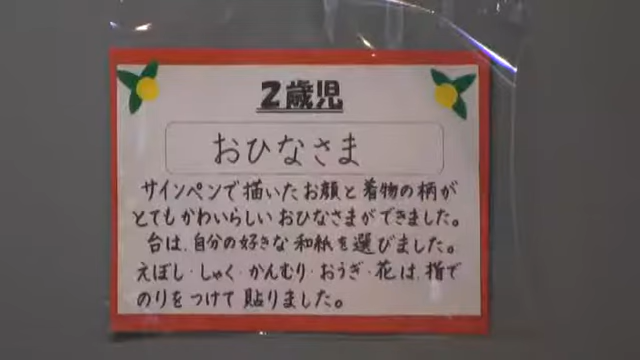 2歳児
おひなさま
サインペンで描いたお顔と着物の柄が
とてもかわいらしいおひなさまができました。
台は、自分の好きな和紙を選びました。
えぼし・しゃく・かんむり・おうぎ・花は、指で
のりをつけて貼りました。